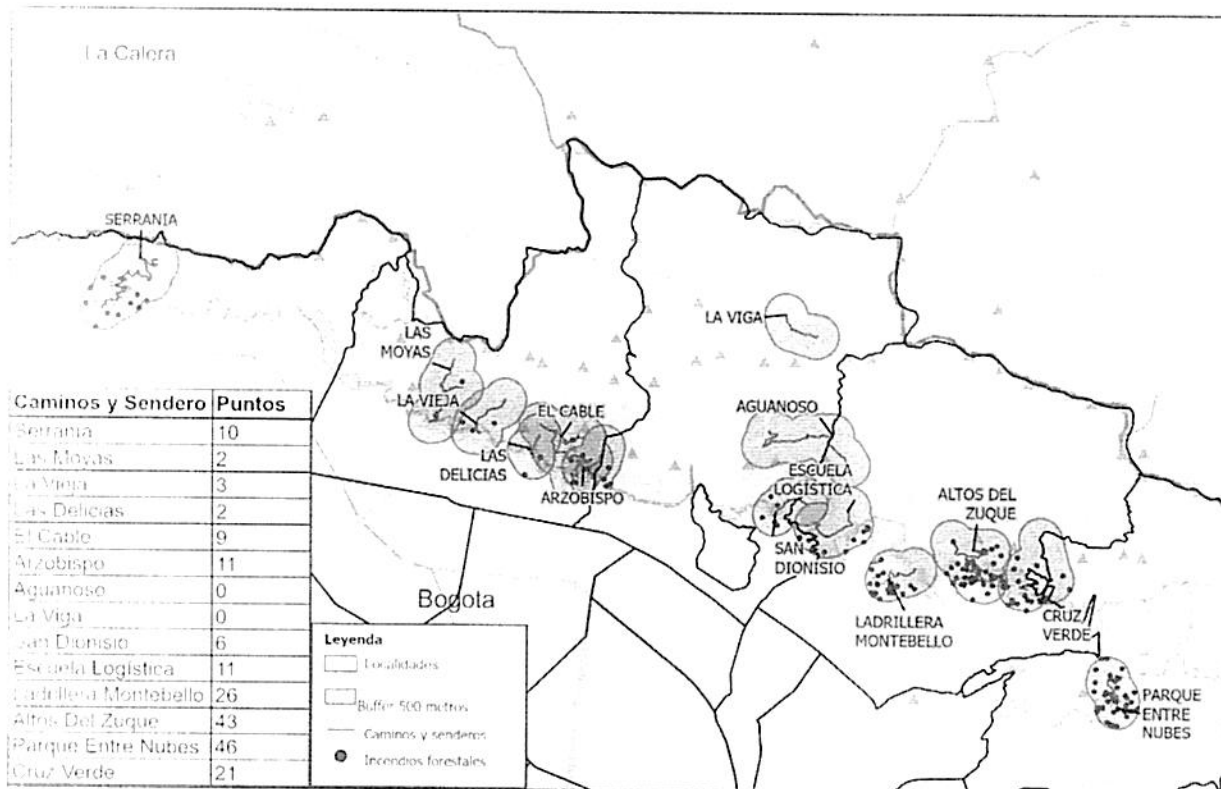 La Calera
SERRANIA
LAS
MOYAS
LA VIGA
LA VIEJA
EL CABLE
AGUANOSO
LAS
DELICIAS
ARZOBISPO
ESCUELA
LOGÍSTICA
ALTOS DEL
ZUQUE
SAN
DIONISIO
LADRILLERA
MONTEBELLO
CRUZ
VERDE
PARQUE
ENTRE
NUBES
Bogota
Caminos y Sendero Puntos
Serrania 10
Las Moyas 2
La Vieja 3
Las Delicias 2
El Cable 9
Arzobispo 11
Aguanoso 0
La Viga 0
San Dionisio 6
Escuela Logística 11
Ladrillera Montebello 26
Altos Del Zuque 43
Parque Entre Nubes 46
Cruz Verde 21
Leyenda
Localidades
Buffer 500 metros
Caminos y senderos
Incendios forestales